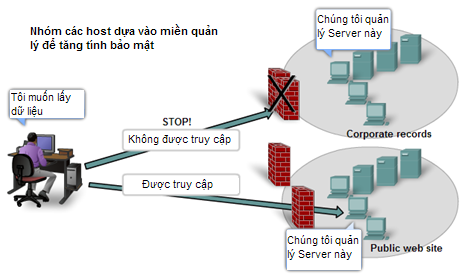 Nhóm các host dựa vào miền quản
lý để tăng tình bảo mật
Chúng tôi quản
lý Server này
Tôi muốn lấy
dữ liệu
STOP!
Không được truy cập
Corporate records
Được truy cập
Chúng tôi quản
lý Server này
Public web site